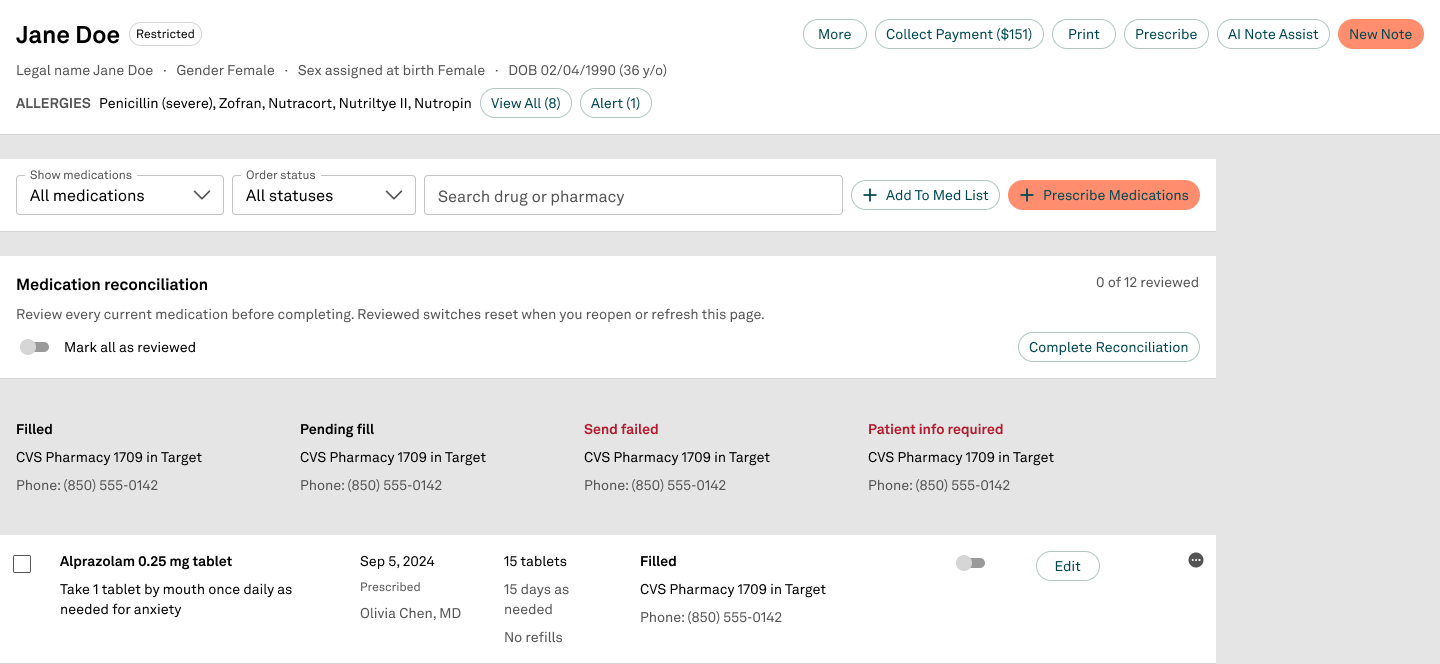 Jane Doe Restricted More Collect Payment ($151) Print Prescribe AI Note Assist New Note
Legal name Jane Doe · Gender Female · Sex assigned at birth Female · DOB 02/04/1990 (36 y/o)
ALLERGIES Penicillin (severe), Zofran, Nutracort, Nutriltye II, Nutropin View All (8) Alert (1)
Show medications Order status
All medications All statuses Search drug or pharmacy Add To Med List Prescribe Medications
Medication reconciliation 0 of 12 reviewed
Review every current medication before completing. Reviewed switches reset when you reopen or refresh this page.
Mark all as reviewed Complete Reconciliation
Filled Pending fill Send failed Patient info required
CVS Pharmacy 1709 in Target CVS Pharmacy 1709 in Target CVS Pharmacy 1709 in Target CVS Pharmacy 1709 in Target
Phone: (850) 555-0142 Phone: (850) 555-0142 Phone: (850) 555-0142 Phone: (850) 555-0142
Alprazolam 0.25 mg tablet Sep 5, 2024 15 tablets Filled Edit
Take 1 tablet by mouth once daily as Prescribed 15 days as CVS Pharmacy 1709 in Target
needed for anxiety Olivia Chen, MD needed Phone: (850) 555-0142
No refills